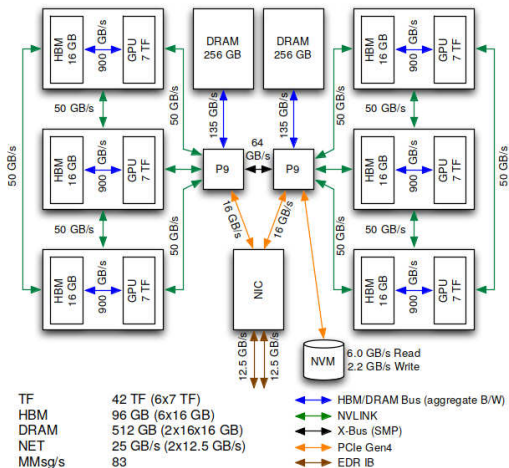 HBM
16 GB
900
GB/s
GPU
7 TF
DRAM
256 GB
DRAM
256 GB
HBM
16 GB
900
GB/s
GPU
7 TF
50 GB/s
50 GB/s
50 GB/s
135 GB/s
135 GB/s
50 GB/s
50 GB/s
50 GB/s
HBM
16 GB
900
GB/s
GPU
7 TF
P9
64
GB/s
P9
HBM
16 GB
900
GB/s
GPU
7 TF
50 GB/s
50 GB/s
16 GB/s
16 GB/s
50 GB/s
50 GB/s
HBM
16 GB
900
GB/s
GPU
7 TF
NIC
HBM
16 GB
900
GB/s
GPU
7 TF
12.5 GB/s
12.5 GB/s
NVM
6.0 GB/s Read
2.2 GB/s Write
TF 42 TF (6x7 TF)
HBM 96 GB (6x16 GB)
DRAM 512 GB (2x16x16 GB)
NET 25 GB/s (2x12.5 GB/s)
MMsg/s 83
HBM/DRAM Bus (aggregate B/W)
NVLINK
X-Bus (SMP)
PCIe Gen4
EDR IB